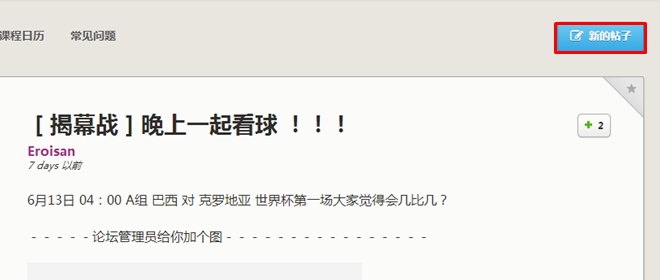 课程日历 常见问题 新的帖子
[ 揭幕战 ] 晚上一起看球 ！！！
+ 2
Eroisan
7 days 以前
6月13日 04：00 A组 巴西 对 克罗地亚 世界杯第一场大家觉得会几比几？
- - - - - 论坛管理员给你加个图 - - - - - - - - - - - - - - - -